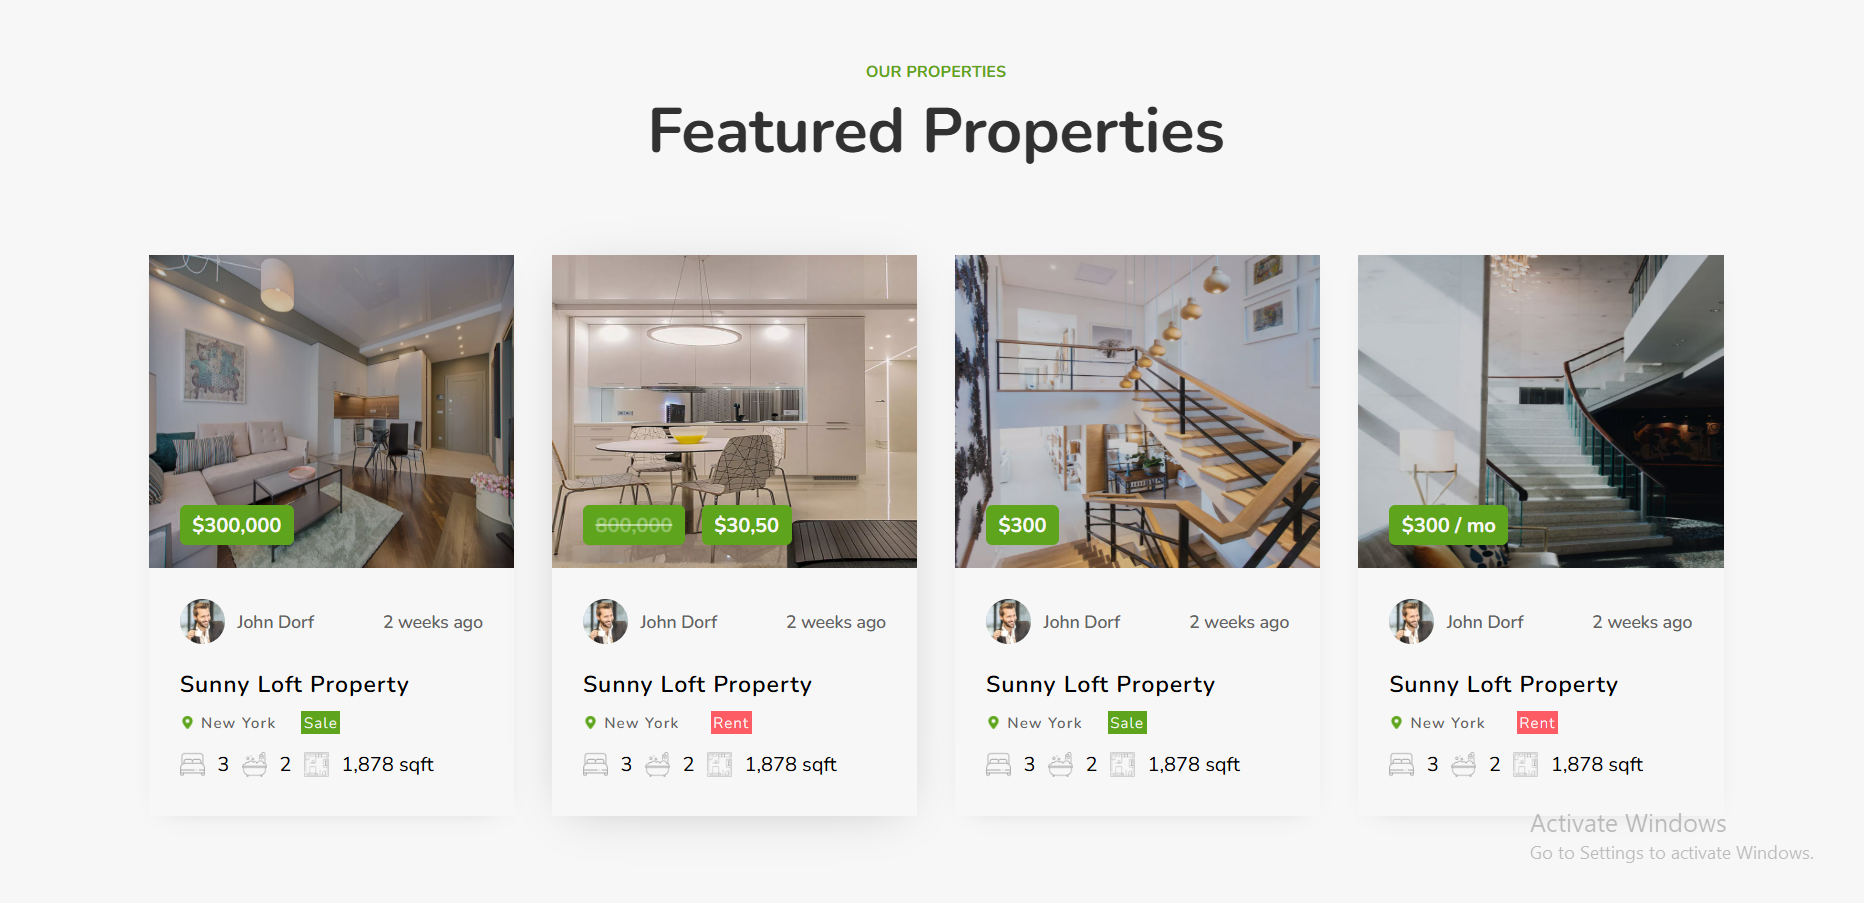 OUR PROPERTIES
Featured Properties
$300,000
800,000 $30,50
$300
$300 / mo
John Dorf 2 weeks ago
Sunny Loft Property
New York Sale
3 2 1,878 sqft
John Dorf 2 weeks ago
Sunny Loft Property
New York Rent
3 2 1,878 sqft
John Dorf 2 weeks ago
Sunny Loft Property
New York Sale
3 2 1,878 sqft
John Dorf 2 weeks ago
Sunny Loft Property
New York Rent
3 2 1,878 sqft
Activate Windows
Go to Settings to activate Windows.